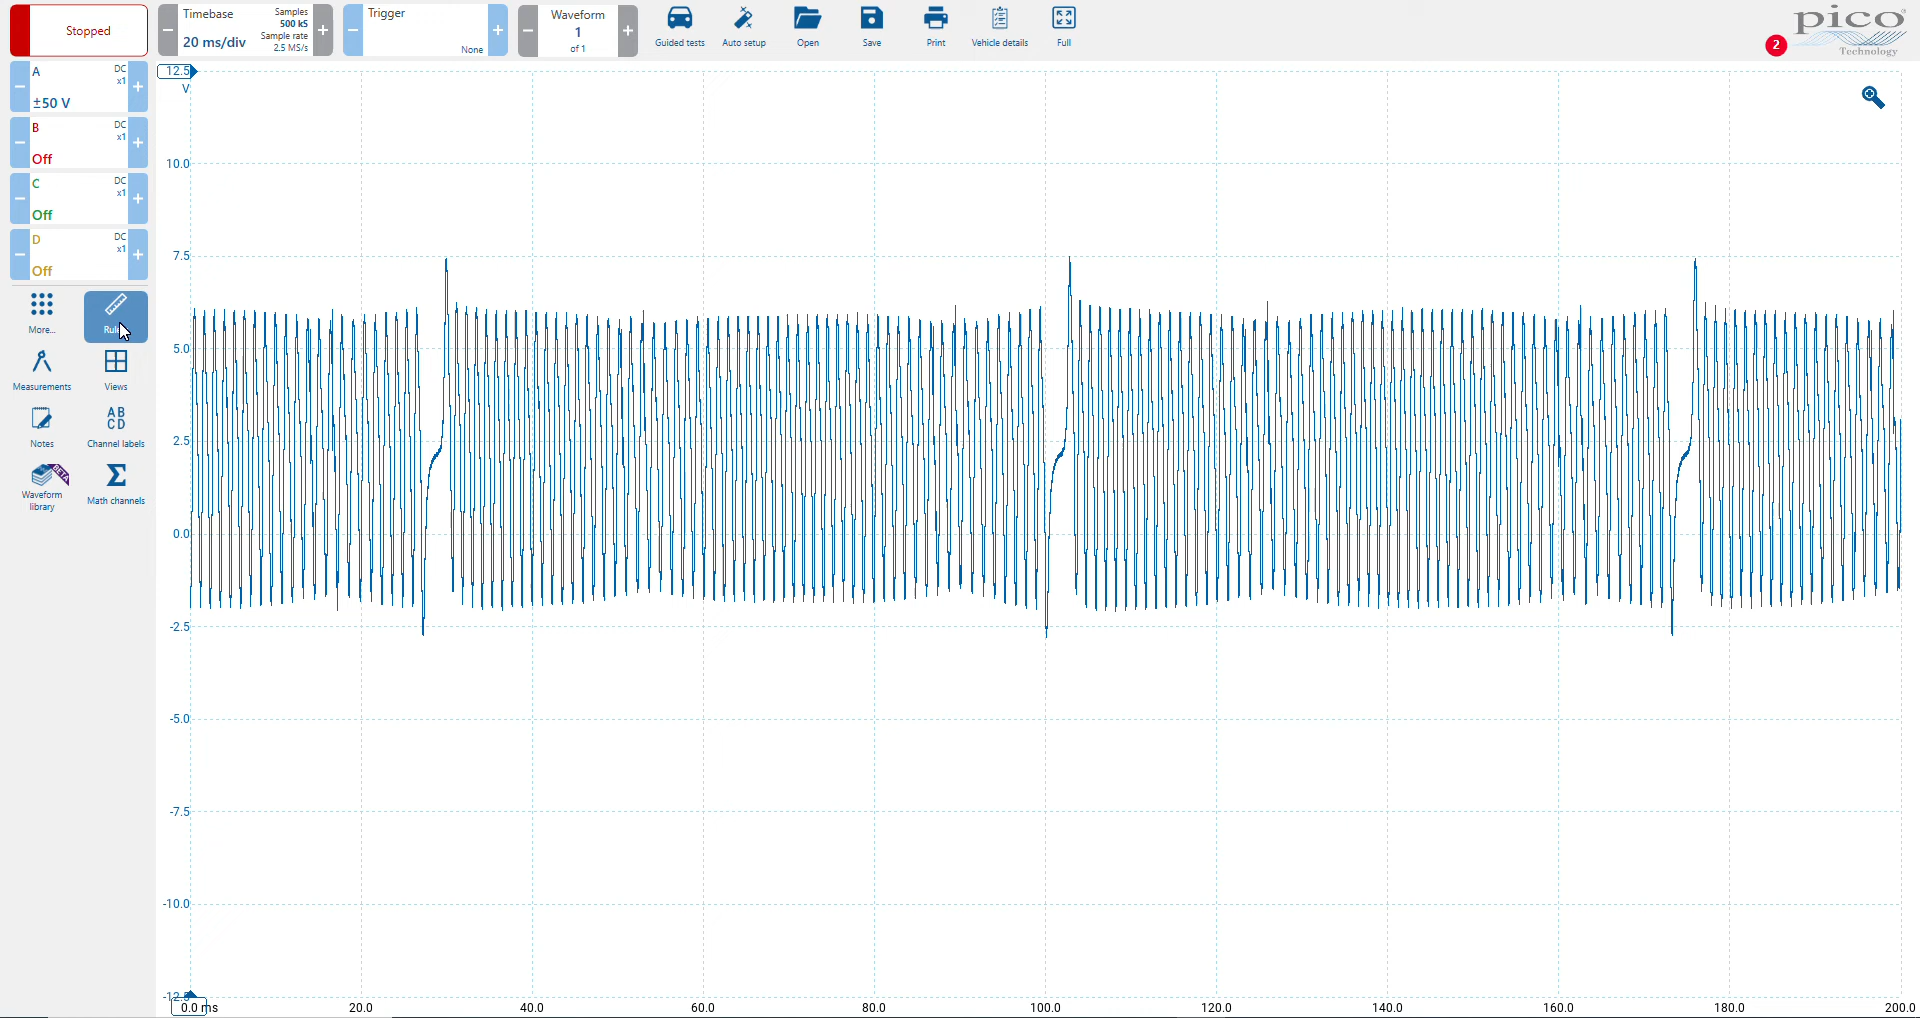 Stopped
Timebase
20 ms/div
Samples
500 kS
Sample rate
2.5 MS/s
Trigger
None
Waveform
1
of 1
Guided tests
Auto setup
Open
Save
Print
Vehicle details
Full
2
pico
Technology
A
DC
x1
±50 V
B
DC
x1
Off
C
DC
x1
Off
D
DC
x1
Off
More...
Measurements
Views
Notes
AB
CD
Channel labels
BETA
Waveform
library
Math channels
12.5
V
10.0
7.5
5.0
2.5
0.0
-2.5
-5.0
-7.5
-10.0
-12.5
0.0 ms
20.0
40.0
60.0
80.0
100.0
120.0
140.0
160.0
180.0
200.0